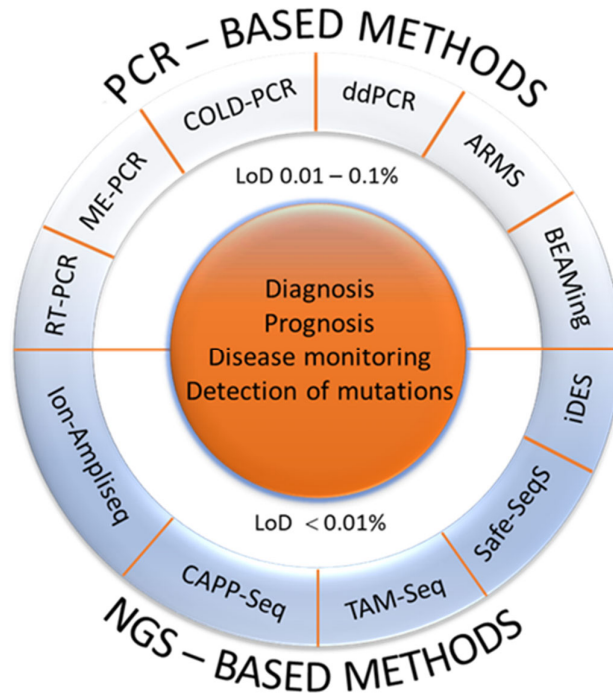 PCR – BASED METHODS
RT-PCR
ME-PCR
COLD-PCR
ddPCR
ARMS
BEAMing
LoD 0.01 – 0.1%
Diagnosis
Prognosis
Disease monitoring
Detection of mutations
LoD < 0.01%
Ion-Ampliseq
CAPP-Seq
TAM-Seq
Safe-SeqS
iDES
NGS – BASED METHODS